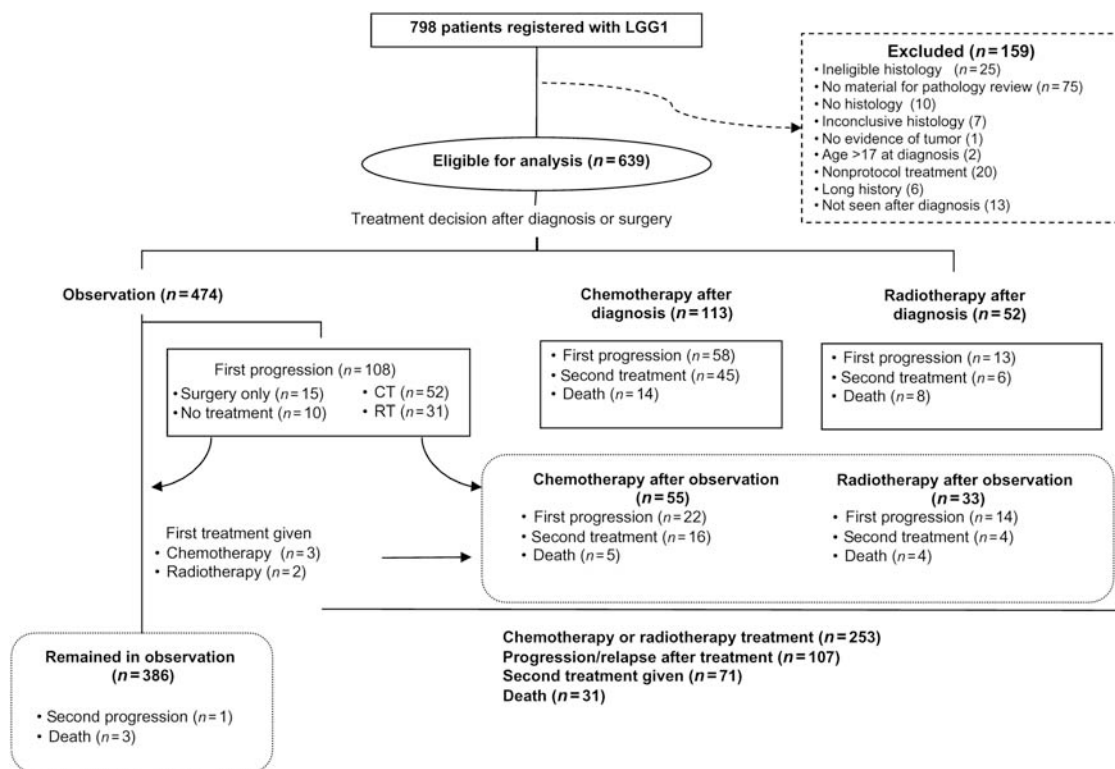 798 patients registered with LGG1
Excluded (n=159)
• Ineligible histology (n=25)
• No material for pathology review (n=75)
• No histology (10)
• Inconclusive histology (7)
• No evidence of tumor (1)
• Age >17 at diagnosis (2)
• Nonprotocol treatment (20)
• Long history (6)
• Not seen after diagnosis (13)
Eligible for analysis (n=639)
Treatment decision after diagnosis or surgery
Observation (n=474)
First progression (n=108)
• Surgery only (n=15)
• No treatment (n=10)
• CT (n=52)
• RT (n=31)
Chemotherapy after
diagnosis (n=113)
• First progression (n=58)
• Second treatment (n=45)
• Death (n=14)
Radiotherapy after
diagnosis (n=52)
• First progression (n=13)
• Second treatment (n=6)
• Death (n=8)
First treatment given
• Chemotherapy (n=3)
• Radiotherapy (n=2)
Chemotherapy after observation
(n=55)
• First progression (n=22)
• Second treatment (n=16)
• Death (n=5)
Radiotherapy after observation
(n=33)
• First progression (n=14)
• Second treatment (n=4)
• Death (n=4)
Remained in observation
(n=386)
• Second progression (n=1)
• Death (n=3)
Chemotherapy or radiotherapy treatment (n=253)
Progression/relapse after treatment (n=107)
Second treatment given (n=71)
Death (n=31)